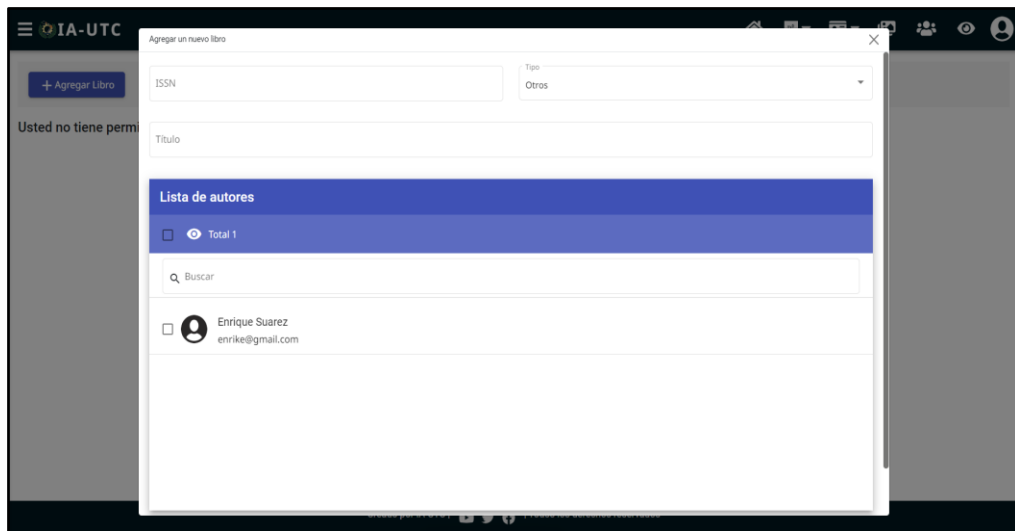 IA-UTC
Agregar un nuevo libro
Agregar Libro
ISSN
Tipo
Otros
Usted no tiene permi
Título
Lista de autores
Total 1
Buscar
Enrique Suarez
enrike@gmail.com